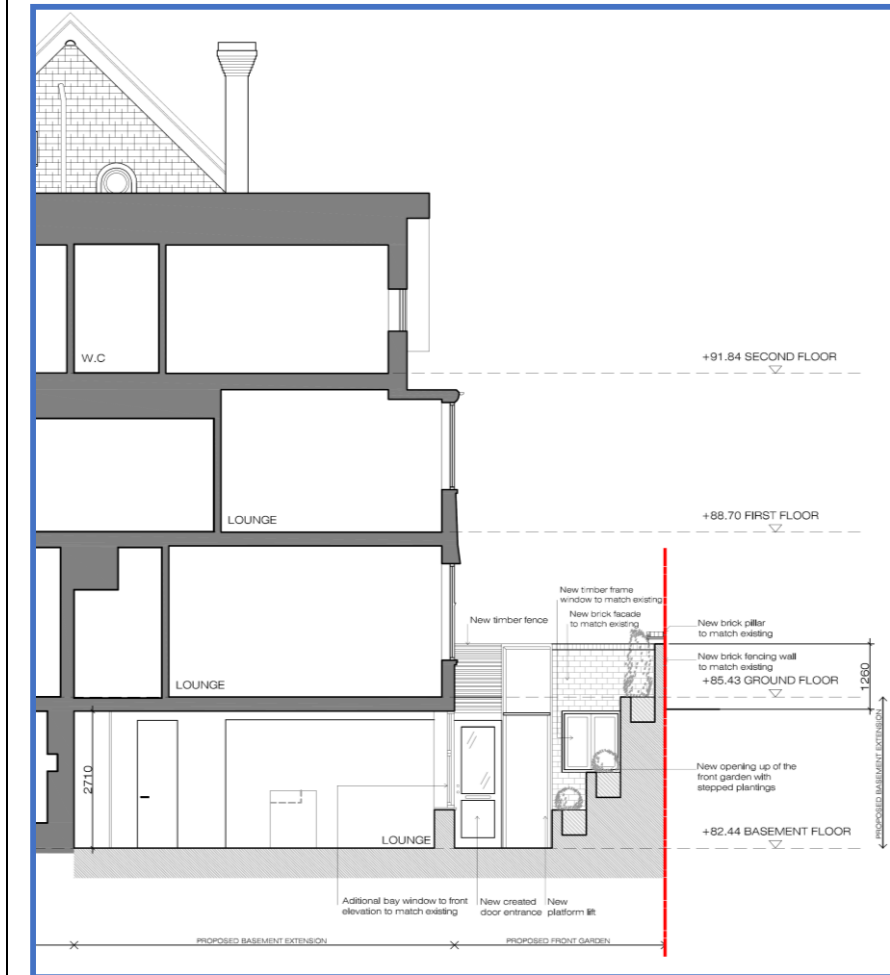 W.C
+91.84 SECOND FLOOR
LOUNGE
+88.70 FIRST FLOOR
New timber frame
window to match existing
New brick facade
to match existing
New timber fence
New brick pillar
to match existing
New brick fencing wall
to match existing
LOUNGE
+85.43 GROUND FLOOR
1260
PROPOSED BASEMENT EXTENSION
2710
New opening up of the
front garden with
stepped plantings
LOUNGE
+82.44 BASEMENT FLOOR
Aditional bay window to front
elevation to match existing
New created
door entrance
New
platform lift
PROPOSED BASEMENT EXTENSION
PROPOSED FRONT GARDEN